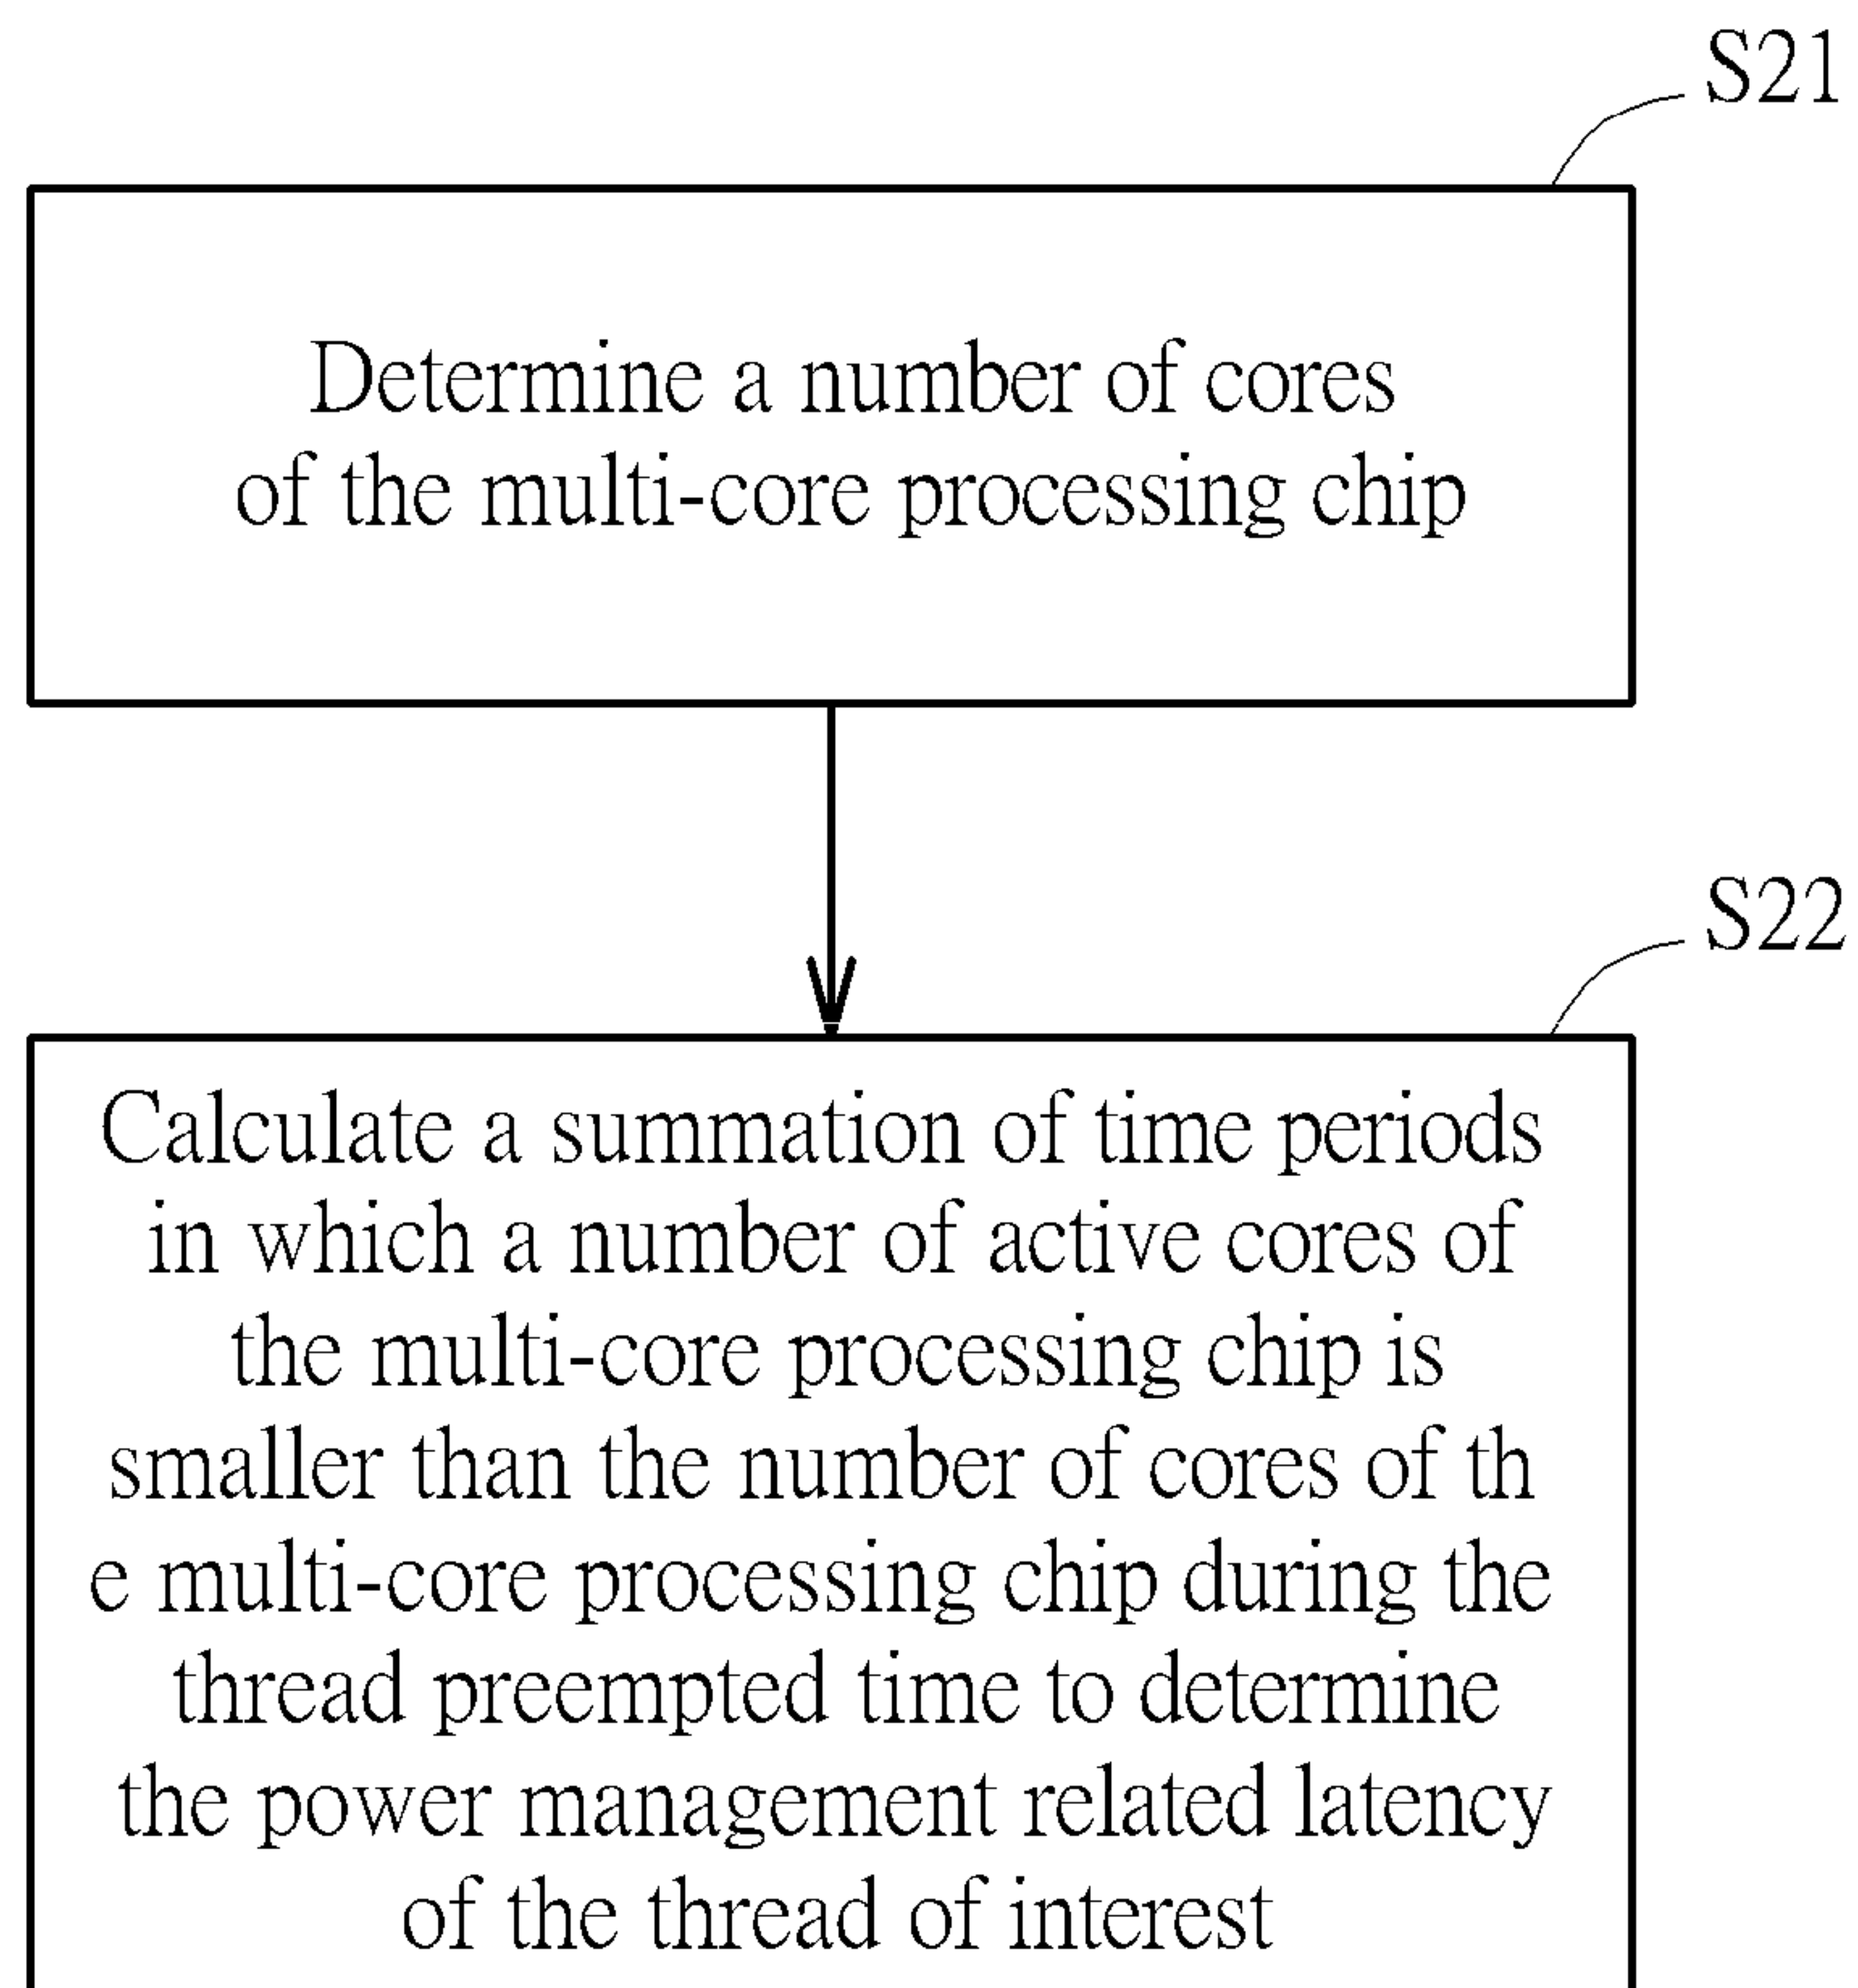 S21
Determine a number of cores
of the multi-core processing chip
S22
Calculate a summation of time periods
in which a number of active cores of
the multi-core processing chip is
smaller than the number of cores of th
e multi-core processing chip during the
thread preempted time to determine
the power management related latency
of the thread of interest